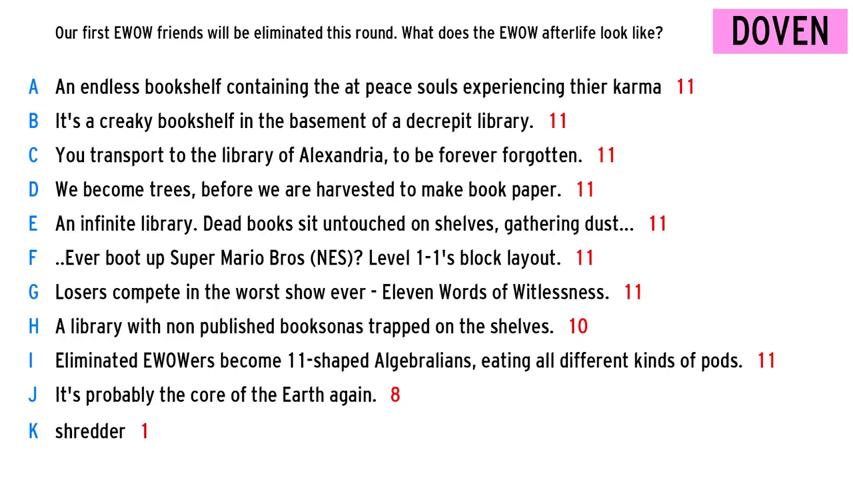 Our first EWOW friends will be eliminated this round. What does the EWOW afterlife look like?
DOVEN
A An endless bookshelf containing the at peace souls experiencing thier karma 11
B It's a creaky bookshelf in the basement of a decrepit library. 11
C You transport to the library of Alexandria, to be forever forgotten. 11
D We become trees, before we are harvested to make book paper. 11
E An infinite library. Dead books sit untouched on shelves, gathering dust... 11
F ..Ever boot up Super Mario Bros (NES)? Level 1-1's block layout. 11
G Losers compete in the worst show ever - Eleven Words of Witlessness. 11
H A library with non published booksonas trapped on the shelves. 10
I Eliminated EWOWers become 11-shaped Algebralians, eating all different kinds of pods. 11
J It's probably the core of the Earth again. 8
K shredder 1